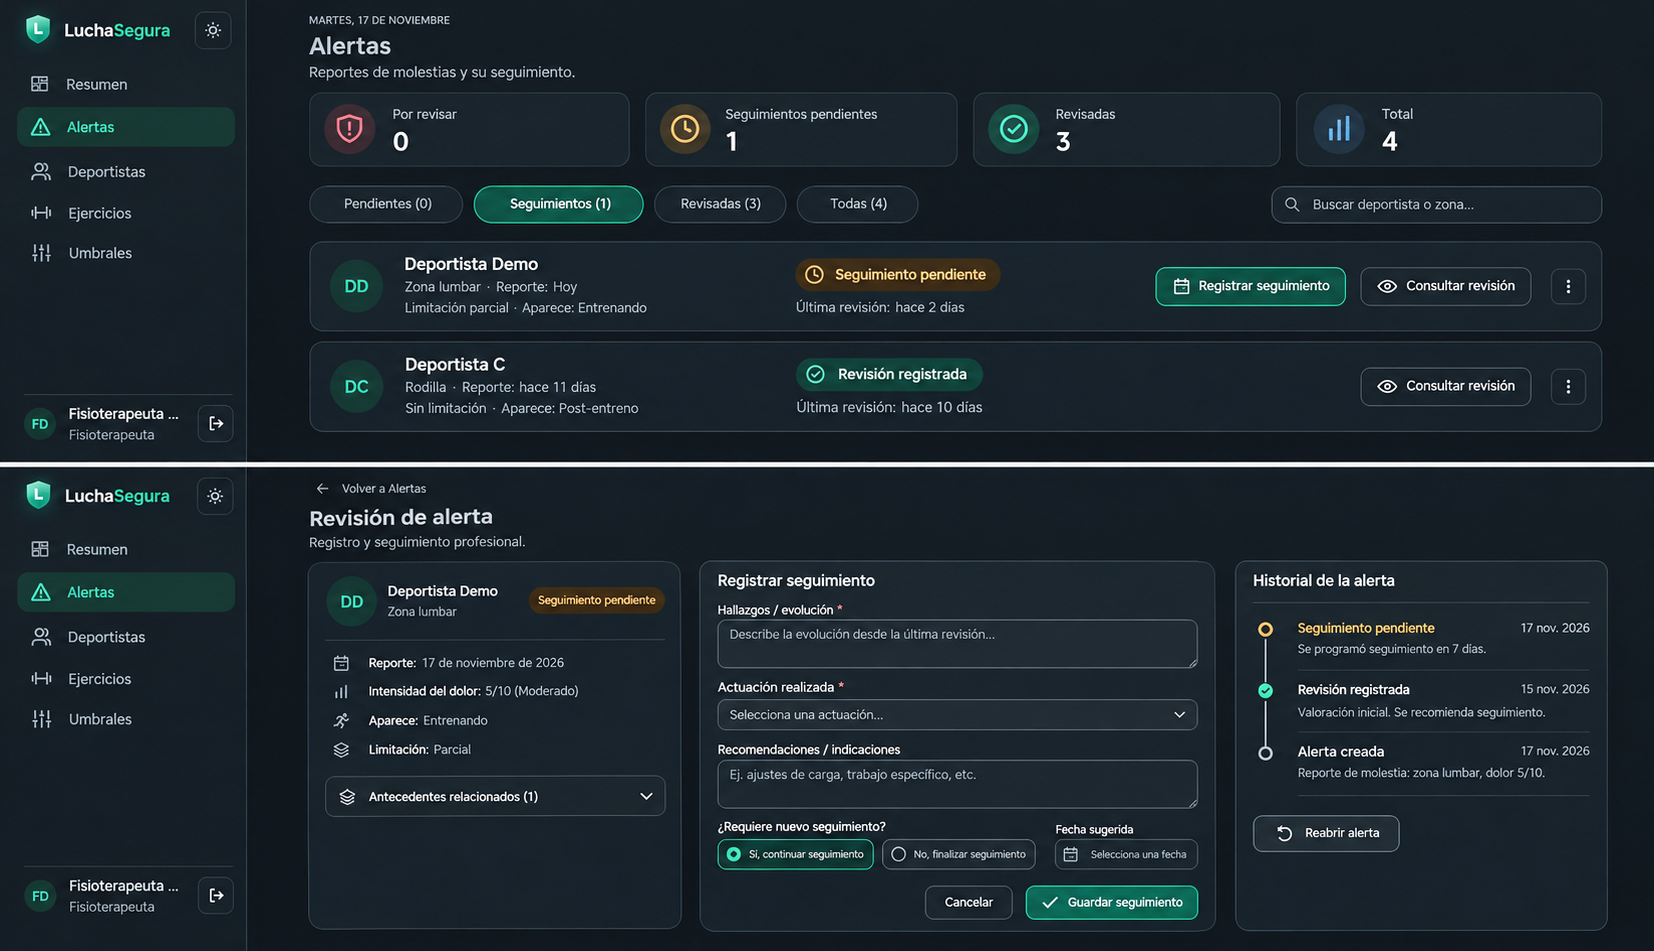 LuchaSegura
Resumen
Alertas
Deportistas
Ejercicios
Umbrales
FD
Fisioterapeuta ...
Fisioterapeuta
MARTES, 17 DE NOVIEMBRE
Alertas
Reportes de molestias y su seguimiento.
Por revisar
0
Seguimientos pendientes
1
Revisadas
3
Total
4
Pendientes (0)
Seguimientos (1)
Revisadas (3)
Todas (4)
Buscar deportista o zona...
DD
Deportista Demo
Zona lumbar · Reporte: Hoy
Limitación parcial · Aparece: Entrenando
Seguimiento pendiente
Última revisión: hace 2 días
Registrar seguimiento
Consultar revisión
DC
Deportista C
Rodilla · Reporte: hace 11 días
Sin limitación · Aparece: Post-entreno
Revisión registrada
Última revisión: hace 10 días
Consultar revisión
LuchaSegura
Resumen
Alertas
Deportistas
Ejercicios
Umbrales
FD
Fisioterapeuta ...
Fisioterapeuta
Volver a Alertas
Revisión de alerta
Registro y seguimiento profesional.
DD
Deportista Demo
Zona lumbar
Seguimiento pendiente
Reporte: 17 de noviembre de 2026
Intensidad del dolor: 5/10 (Moderado)
Aparece: Entrenando
Limitación: Parcial
Antecedentes relacionados (1)
Registrar seguimiento
Hallazgos / evolución *
Describe la evolución desde la última revisión...
Actuación realizada *
Selecciona una actuación...
Recomendaciones / indicaciones
Ej. ajustes de carga, trabajo específico, etc.
¿Requiere nuevo seguimiento?
Sí, continuar seguimiento
No, finalizar seguimiento
Fecha sugerida
Selecciona una fecha
Cancelar
Guardar seguimiento
Historial de la alerta
Seguimiento pendiente
17 nov. 2026
Se programó seguimiento en 7 días.
Revisión registrada
15 nov. 2026
Valoración inicial. Se recomienda seguimiento.
Alerta creada
17 nov. 2026
Reporte de molestia: zona lumbar, dolor 5/10.
Reabrir alerta